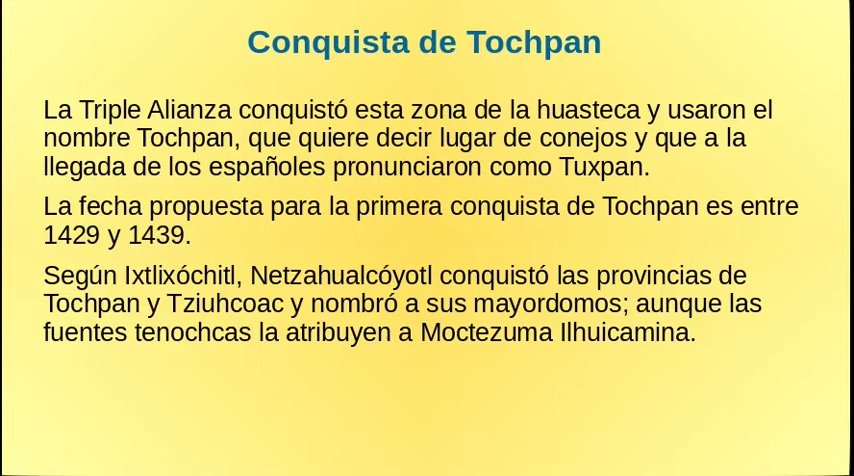 Conquista de Tochpan
La Triple Alianza conquistó esta zona de la huasteca y usaron el
nombre Tochpan, que quiere decir lugar de conejos y que a la
llegada de los españoles pronunciaron como Tuxpan.
La fecha propuesta para la primera conquista de Tochpan es entre
1429 y 1439.
Según Ixtlixóchitl, Netzahualcóyotl conquistó las provincias de
Tochpan y Tziuhcoac y nombró a sus mayordomos; aunque las
fuentes tenochcas la atribuyen a Moctezuma Ilhuicamina.